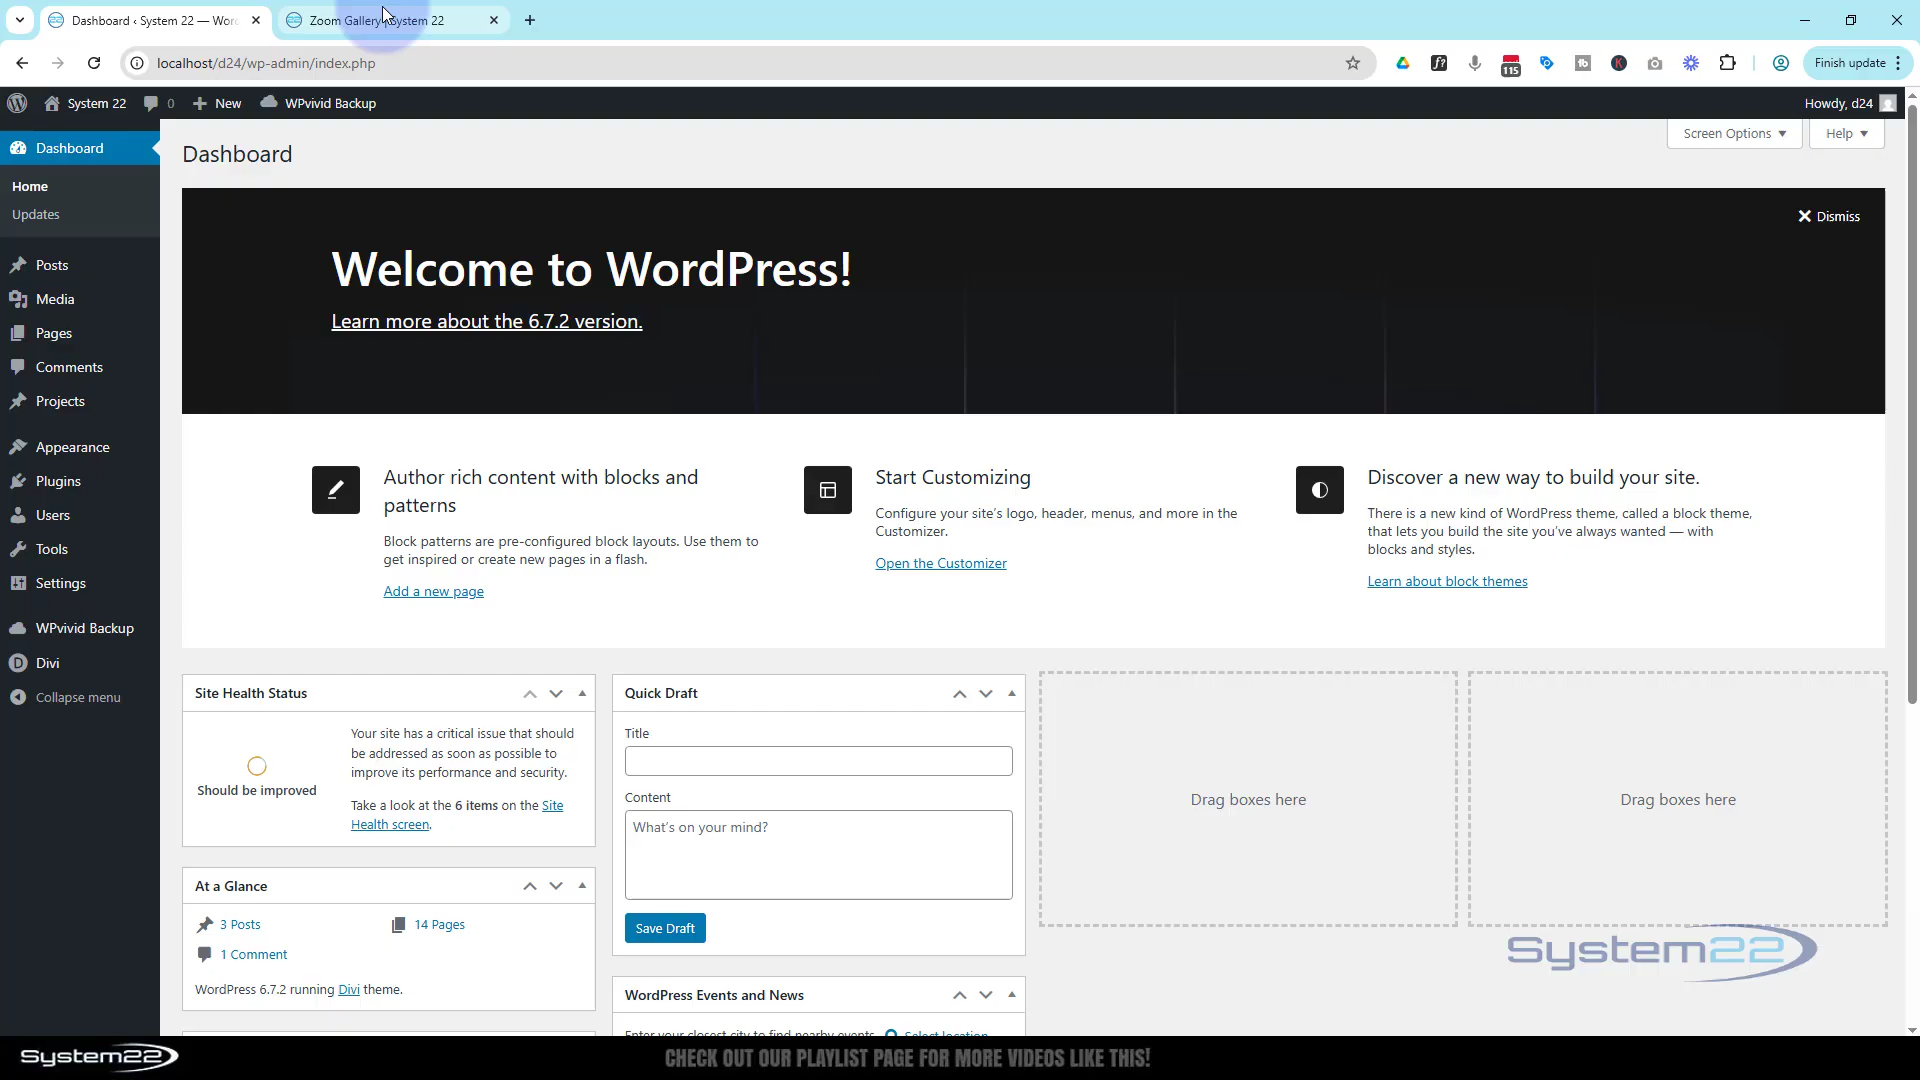 Dashboard ‹ System 22 — Wor
Zoom Gallery | System 22
localhost/d24/wp-admin/index.php
115
Finish update
System 22
0
New
WPvivid Backup
Howdy, d24
Dashboard
Home
Updates
Posts
Media
Pages
Comments
Projects
Appearance
Plugins
Users
Tools
Settings
WPvivid Backup
Divi
Collapse menu
Screen Options
Help
Dashboard
Dismiss
Welcome to WordPress!
Learn more about the 6.7.2 version.
Author rich content with blocks and
patterns
Block patterns are pre-configured block layouts. Use them to
get inspired or create new pages in a flash.
Add a new page
Start Customizing
Configure your site’s logo, header, menus, and more in the
Customizer.
Open the Customizer
Discover a new way to build your site.
There is a new kind of WordPress theme, called a block theme,
that lets you build the site you’ve always wanted — with
blocks and styles.
Learn about block themes
Site Health Status
Should be improved
Your site has a critical issue that should
be addressed as soon as possible to
improve its performance and security.
Take a look at the 6 items on the Site
Health screen.
At a Glance
3 Posts
14 Pages
1 Comment
WordPress 6.7.2 running Divi theme.
Quick Draft
Title
Content
What’s on your mind?
Save Draft
WordPress Events and News
Enter your closest city to find nearby events.
Select location
Drag boxes here
Drag boxes here
System22
System22
CHECK OUT OUR PLAYLIST PAGE FOR MORE VIDEOS LIKE THIS!